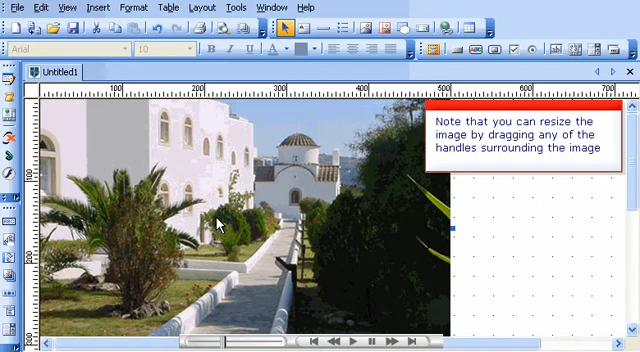 File Edit View Insert Format Table Layout Tools Window Help
Arial 10 B I U A
Untitled1
100 200 300 400 500 600 700
Note that you can resize the
image by dragging any of the
handles surrounding the image
100
200
300